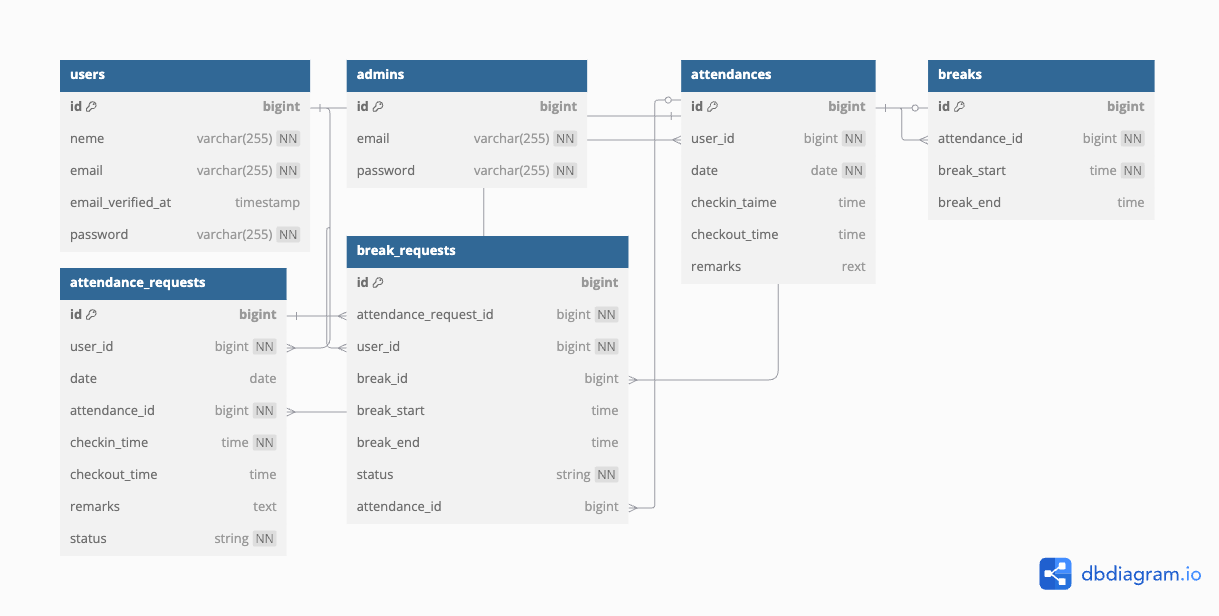 users
id bigint
neme varchar(255) NN
email varchar(255) NN
email_verified_at timestamp
password varchar(255) NN
admins
id bigint
email varchar(255) NN
password varchar(255) NN
attendances
id bigint
user_id bigint NN
date date NN
checkin_taime time
checkout_time time
remarks rext
breaks
id bigint
attendance_id bigint NN
break_start time NN
break_end time
attendance_requests
id bigint
user_id bigint NN
date date
attendance_id bigint NN
checkin_time time NN
checkout_time time
remarks text
status string NN
break_requests
id bigint
attendance_request_id bigint NN
user_id bigint NN
break_id bigint
break_start time
break_end time
status string NN
attendance_id bigint
dbdiagram.io